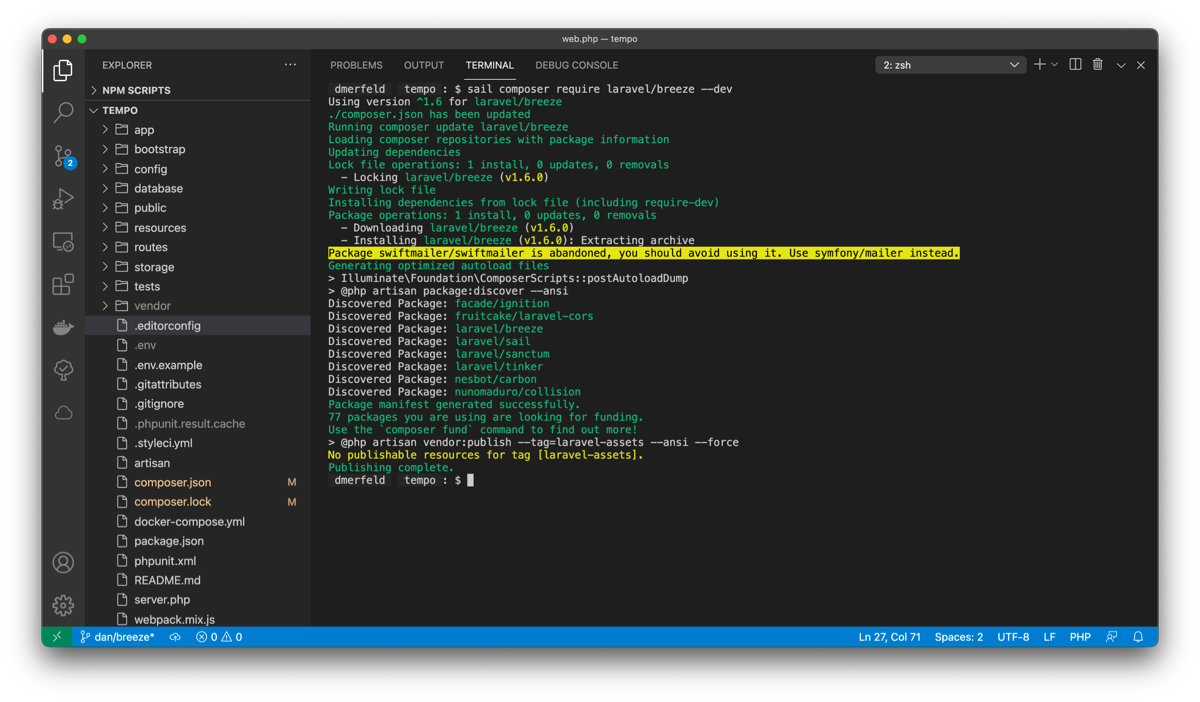 web.php — tempo
EXPLORER
NPM SCRIPTS
TEMPO
app
bootstrap
config
database
public
resources
routes
storage
tests
vendor
.editorconfig
.env
.env.example
.gitattributes
.gitignore
.phpunit.result.cache
.styleci.yml
artisan
composer.json M
composer.lock M
docker-compose.yml
package.json
phpunit.xml
README.md
server.php
webpack.mix.js
2
PROBLEMS OUTPUT TERMINAL DEBUG CONSOLE 2: zsh
dmerfeld tempo : $ sail composer require laravel/breeze --dev
Using version ^1.6 for laravel/breeze
./composer.json has been updated
Running composer update laravel/breeze
Loading composer repositories with package information
Updating dependencies
Lock file operations: 1 install, 0 updates, 0 removals
- Locking laravel/breeze (v1.6.0)
Writing lock file
Installing dependencies from lock file (including require-dev)
Package operations: 1 install, 0 updates, 0 removals
- Downloading laravel/breeze (v1.6.0)
- Installing laravel/breeze (v1.6.0): Extracting archive
Package swiftmailer/swiftmailer is abandoned, you should avoid using it. Use symfony/mailer instead.
Generating optimized autoload files
> Illuminate\Foundation\ComposerScripts::postAutoloadDump
> @php artisan package:discover --ansi
Discovered Package: facade/ignition
Discovered Package: fruitcake/laravel-cors
Discovered Package: laravel/breeze
Discovered Package: laravel/sail
Discovered Package: laravel/sanctum
Discovered Package: laravel/tinker
Discovered Package: nesbot/carbon
Discovered Package: nunomaduro/collision
Package manifest generated successfully.
77 packages you are using are looking for funding.
Use the `composer fund` command to find out more!
> @php artisan vendor:publish --tag=laravel-assets --ansi --force
No publishable resources for tag [laravel-assets].
Publishing complete.
dmerfeld tempo : $
dan/breeze* 0 0 Ln 27, Col 71 Spaces: 2 UTF-8 LF PHP